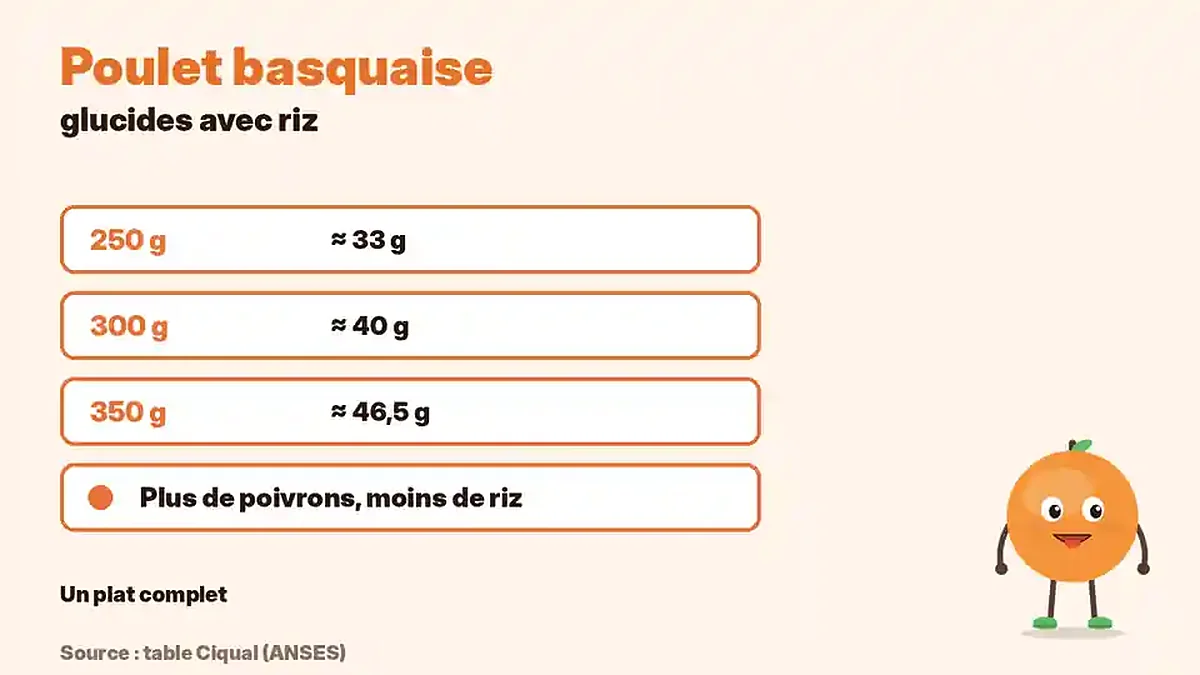 Poulet basquaise
glucides avec riz
250 g ≈ 33 g
300 g ≈ 40 g
350 g ≈ 46,5 g
Plus de poivrons, moins de riz
Un plat complet
Source : table Ciqual (ANSES)